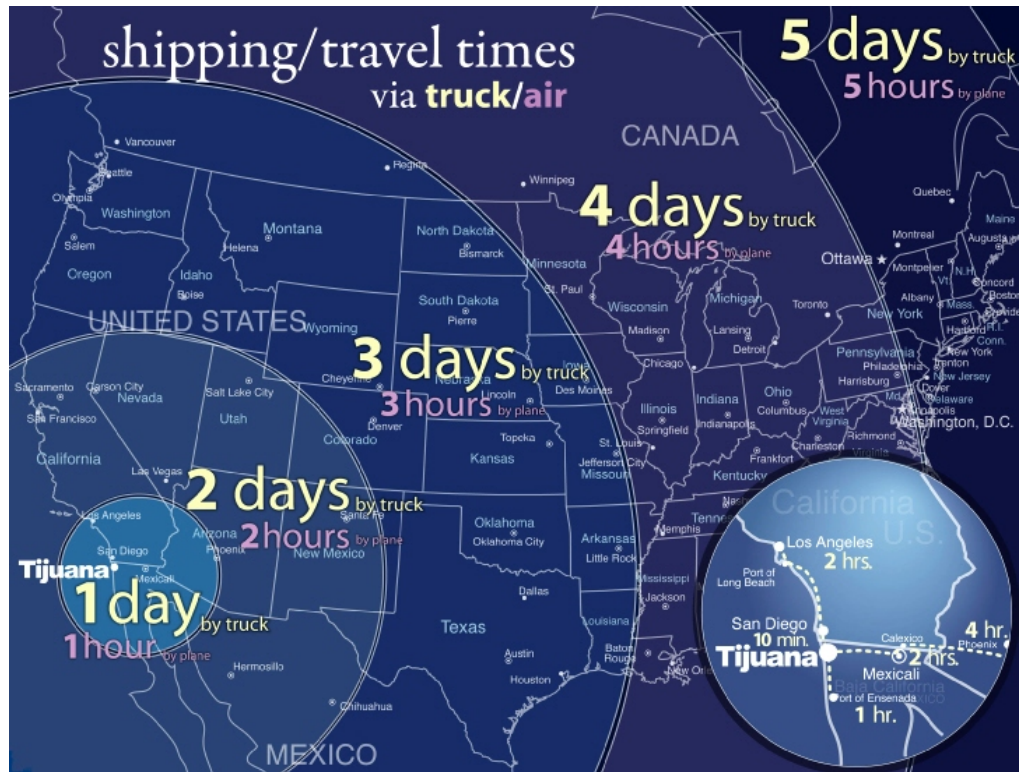 shipping/travel times
via truck/air
5 days by truck
5 hours by plane
CANADA
Vancouver
Regina
Winnipeg
4 days by truck
4 hours by plane
Quebec
Seattle
Olympia
Washington
Montana
North Dakota
Bismarck
Minnesota
Maine
Augusta
Montreal
Ottawa
Montpelier
Vt.
N.H.
Concord
Salem
Helena
Oregon
Idaho
Boise
South Dakota
Pierre
St. Paul
Wisconsin
Michigan
Toronto
Albany
Mass.
Boston
New York
Hartford
R.I.
Conn.
UNITED STATES
Wyoming
Madison
Lansing
Detroit
New York
3 days by truck
3 hours by plane
Iowa
Des Moines
Chicago
Pennsylvania
Philadelphia
Harrisburg
Trenton
New Jersey
Dover
Delaware
Sacramento
Carson City
Nevada
San Francisco
Salt Lake City
Utah
Cheyenne
Nebraska
Lincoln
Denver
Colorado
Illinois
Springfield
Indiana
Indianapolis
Ohio
Columbus
West
Virginia
Md.
Annapolis
Washington, D.C.
Charleston
Richmond
Virginia
California
Las Vegas
Topeka
Kansas
St. Louis
Jefferson City
Missouri
Frankfort
Kentucky
2 days by truck
2 hours by plane
Los Angeles
Arizona
Phoenix
Santa Fe
New Mexico
Oklahoma
Oklahoma City
Arkansas
Little Rock
Memphis
San Diego
Tijuana
Mexicali
1 day by truck
1 hour by plane
Dallas
Texas
Mississippi
Jackson
Louisiana
Baton
Rouge
Austin
Houston
Hermosillo
Chihuahua
MEXICO
California
U.S.
Los Angeles
2 hrs.
Port of
Long Beach
San Diego
10 min.
Tijuana
Calexico
4 hr.
Phoenix
2 hrs.
Mexicali
Baja California
Port of Ensenada
1 hr.